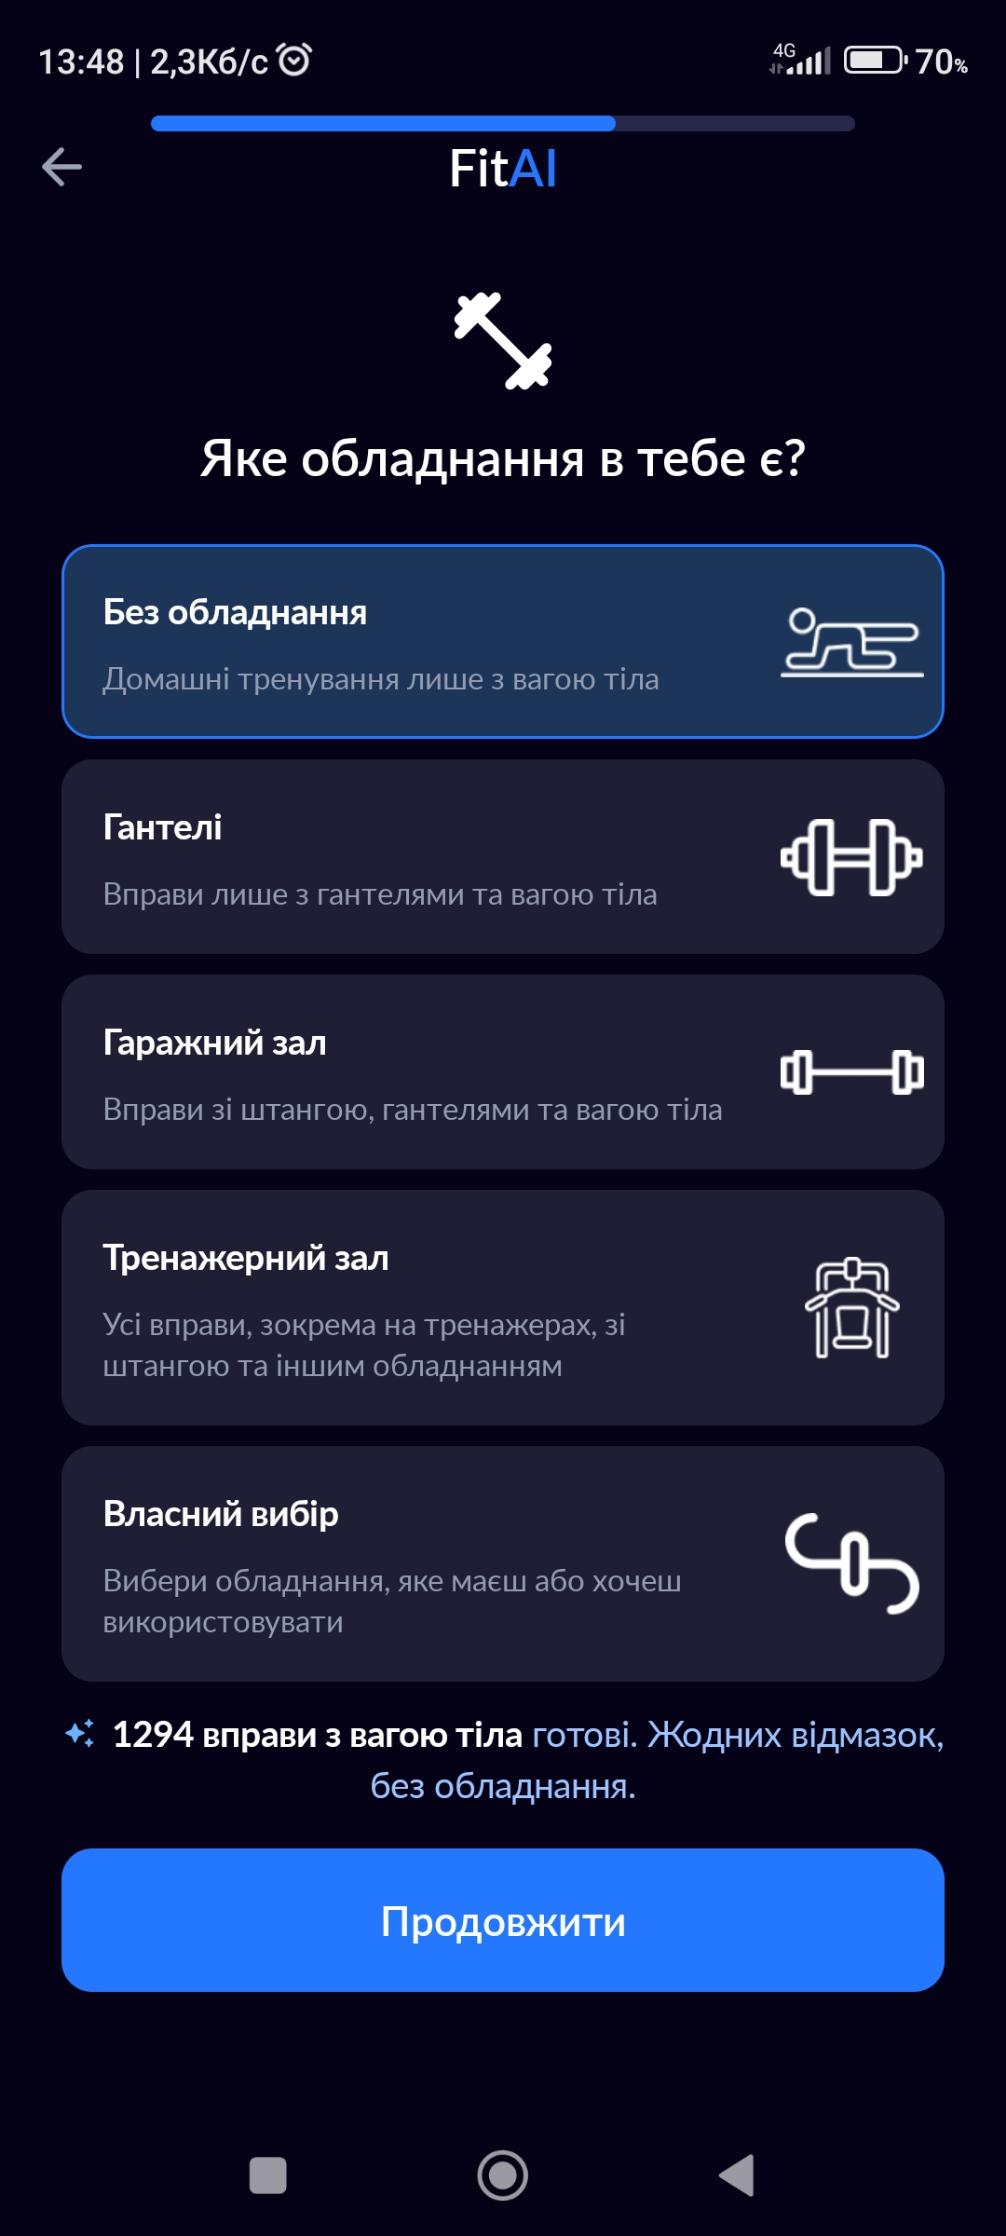 13:48 | 2,3Кб/с 4G 70%
FitAI
Яке обладнання в тебе є?
Без обладнання
Домашні тренування лише з вагою тіла
Гантелі
Вправи лише з гантелями та вагою тіла
Гаражний зал
Вправи зі штангою, гантелями та вагою тіла
Тренажерний зал
Усі вправи, зокрема на тренажерах, зі
штангою та іншим обладнанням
Власний вибір
Вибери обладнання, яке маєш або хочеш
використовувати
1294 вправи з вагою тіла готові. Жодних відмазок,
без обладнання.
Продовжити